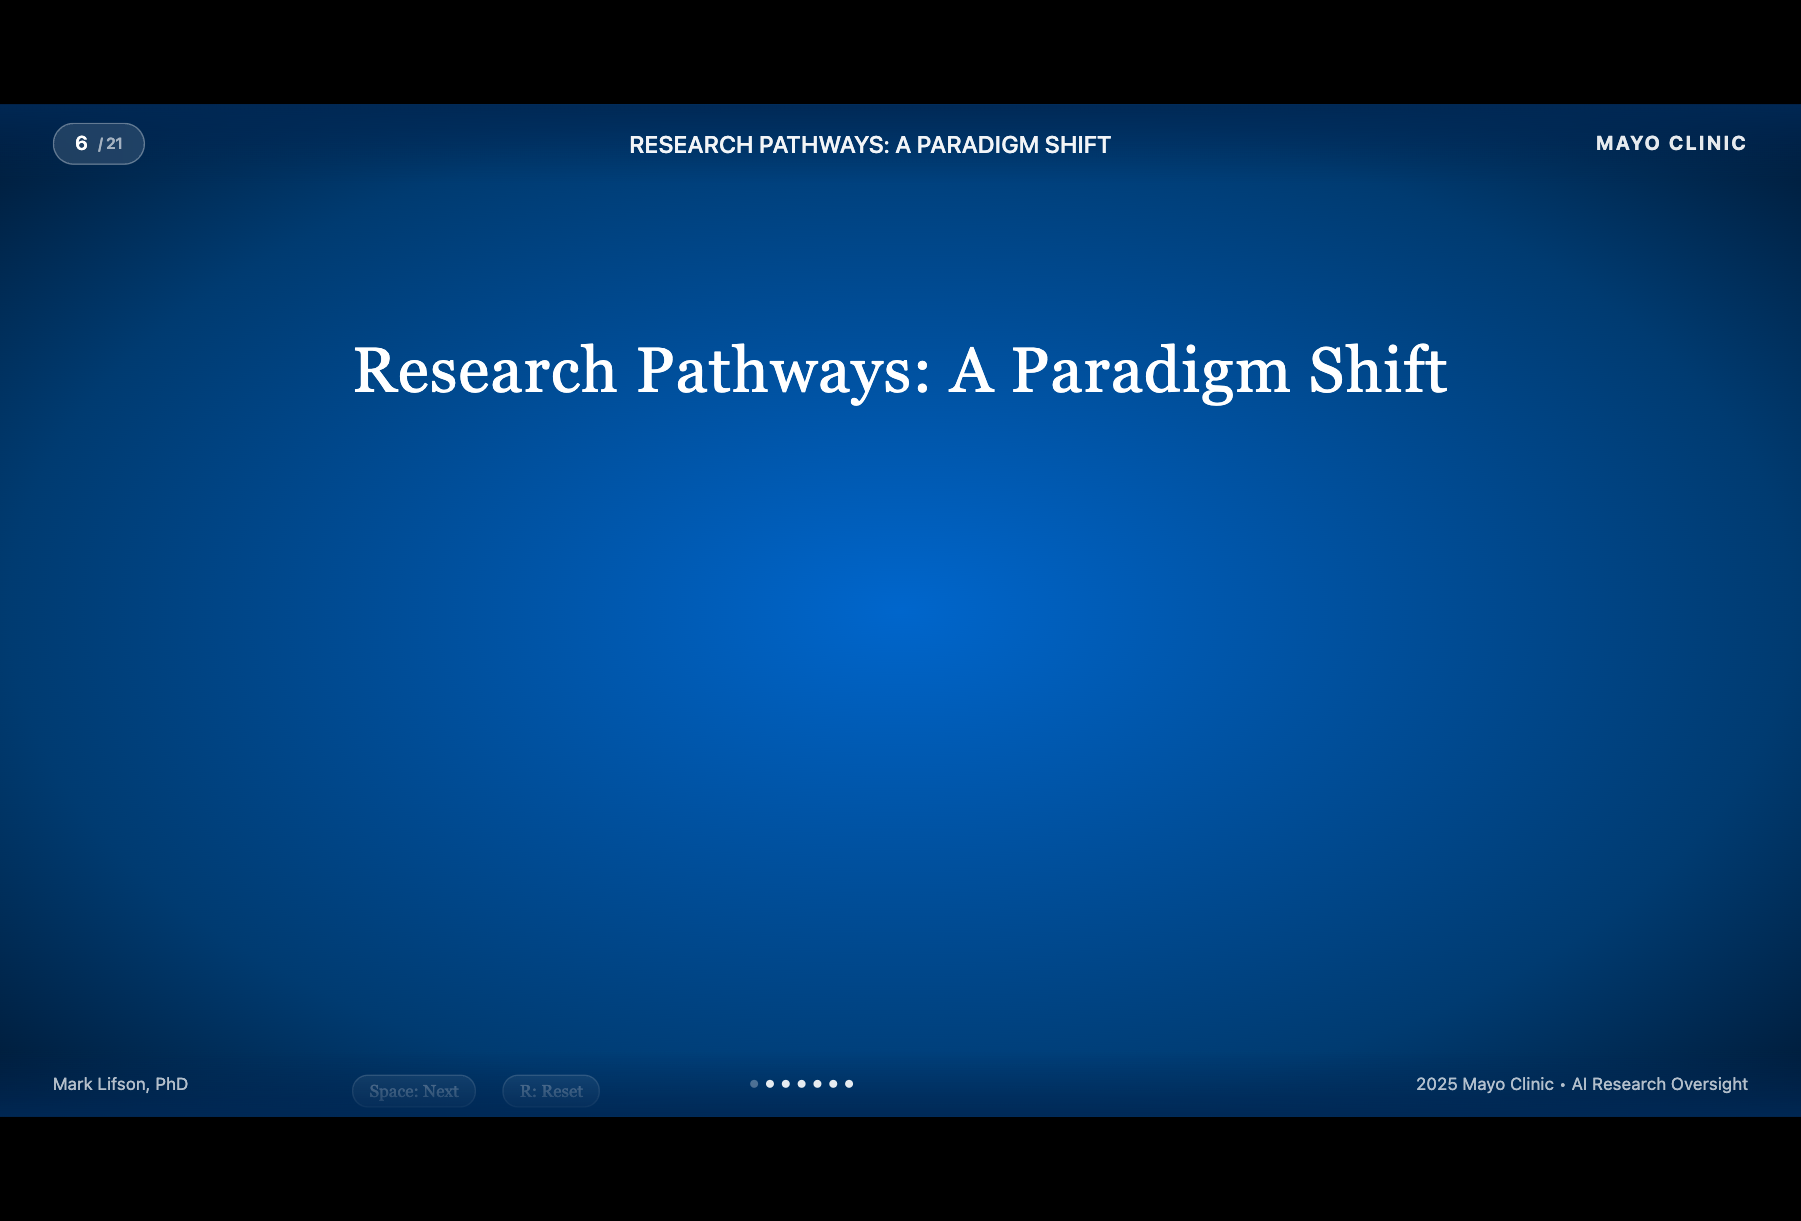 6 / 21
RESEARCH PATHWAYS: A PARADIGM SHIFT
MAYO CLINIC
Research Pathways: A Paradigm Shift
Mark Lifson, PhD
Space: Next
R: Reset
2025 Mayo Clinic • AI Research Oversight